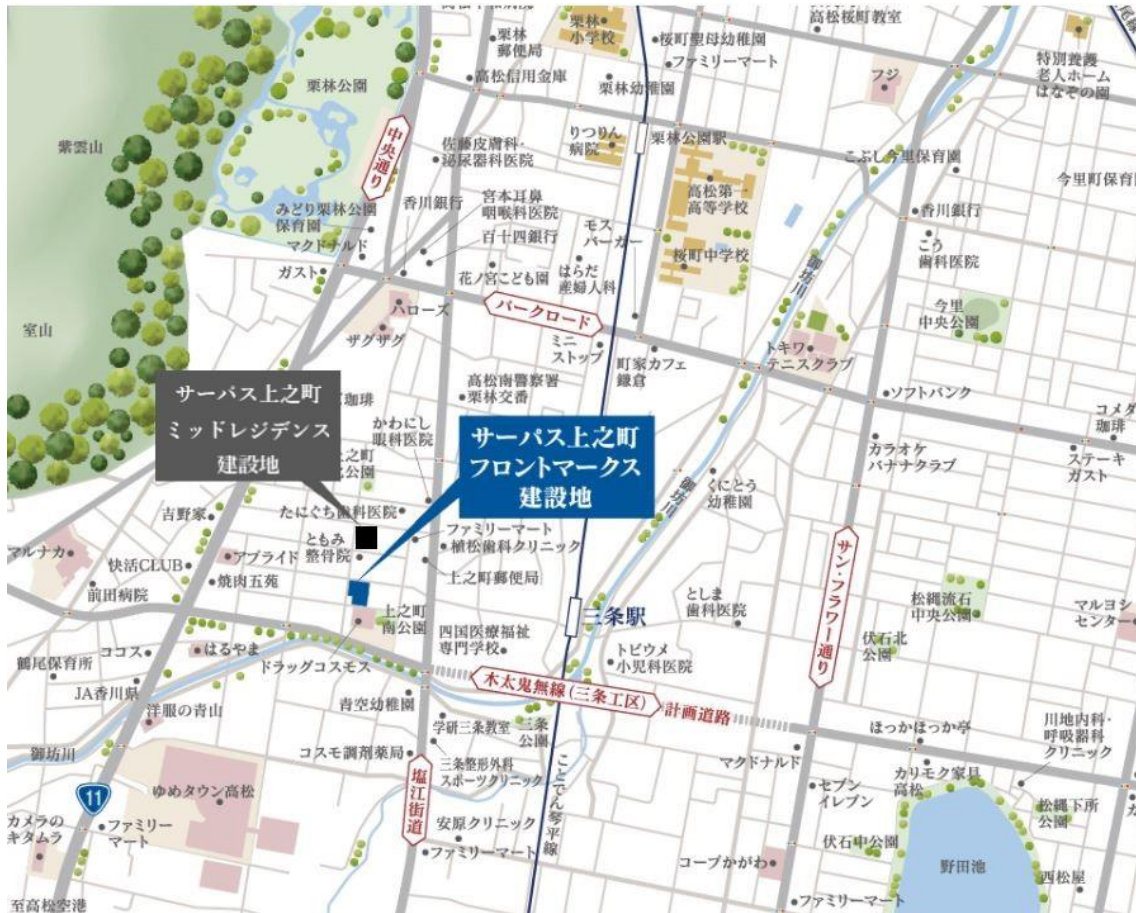 栗林
小学校
高松桜町教室
栗林
郵便局
桜町聖母幼稚園
ファミリーマート
特別養護
老人ホーム
はなぞの園
高松信用金庫
栗林幼稚園
フジ
栗林公園
紫雲山
中央通り
佐藤皮膚科・
泌尿器科医院
りつりん
病院
栗林公園駅
こぶし今里保育園
高松第一
高等学校
今里町保育園
宮本耳鼻
咽喉科医院
香川銀行
みどり栗林公園
保育園
マクドナルド
百十四銀行
モス
バーガー
香川銀行
こう
歯科医院
ガスト
花ノ宮こども園
はらだ
産婦人科
桜町中学校
御坊川
今里
中央公園
ハローズ
パークロード
室山
ザグザグ
ミニ
ストップ
町家カフェ
鎌倉
トキワ
テニスクラブ
高松南警察署
栗林交番
ソフトバンク
サーパス上之町
ミッドレジデンス
建設地
珈琲
かわにし
眼科医院
サーパス上之町
フロントマークス
建設地
コメダ
珈琲
カラオケ
バナナクラブ
ステーキ
ガスト
くにとう
幼稚園
御坊川
吉野家
たにぐち歯科医院
ファミリーマート
植松歯科クリニック
マルナカ
快活CLUB
アプライド
ともみ
整骨院
上之町郵便局
サン・フラワー通り
前田病院
焼肉五苑
としま
歯科医院
松縄流石
中央公園
上之町
南公園
三条駅
マルヨシ
センター
伏石北
公園
ココス
はるやま
四国医療福祉
専門学校
鶴尾保育所
ドラッグコスモス
トビウメ
小児科医院
JA香川県
木太鬼無線(三条工区)
計画道路
洋服の青山
青空幼稚園
学研三条教室
三条
公園
ほっかほっか亭
川地内科・
呼吸器科
クリニック
御坊川
コスモ調剤薬局
三条整形外科
スポーツクリニック
マクドナルド
カリモク家具
高松
11
ゆめタウン高松
塩江街道
ことでん琴平線
セブン
イレブン
松縄下所
公園
カメラの
キタムラ
ファミリー
マート
安原クリニック
伏石中公園
ファミリーマート
コープかがわ
野田池
西松屋
至高松空港
ファミリーマート